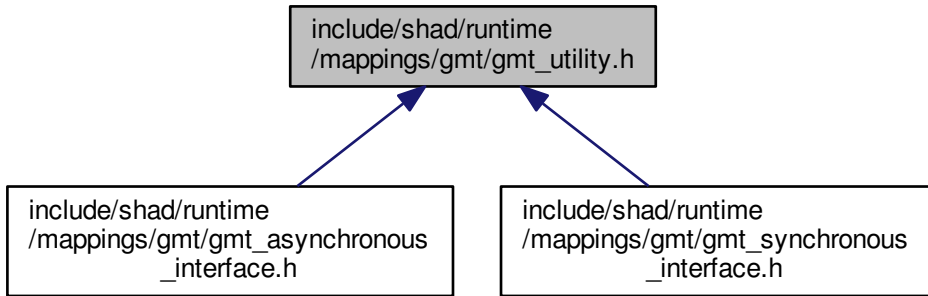 include/shad/runtime
/mappings/gmt/gmt_utility.h
include/shad/runtime
/mappings/gmt/gmt_asynchronous
_interface.h
include/shad/runtime
/mappings/gmt/gmt_synchronous
_interface.h